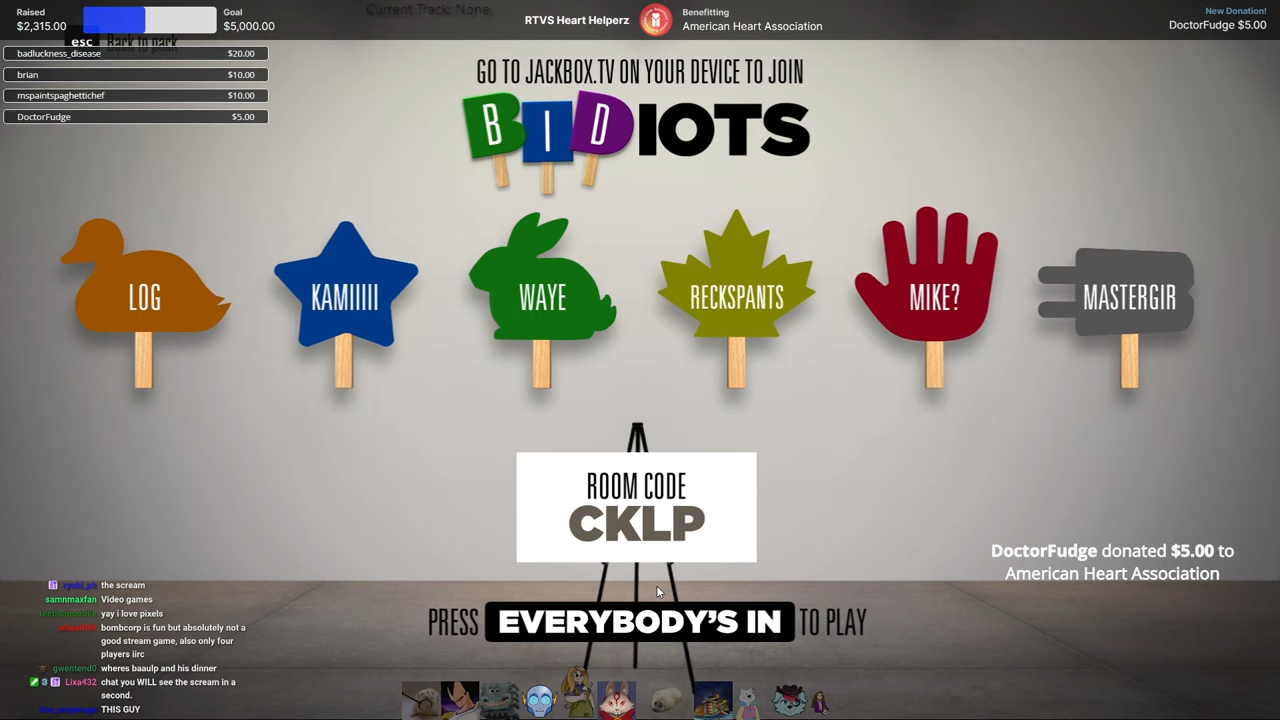 Raised
$2,315.00
Goal
$5,000.00
Current Track: None
RTVS Heart Helperz
Benefitting
American Heart Association
New Donation!
DoctorFudge $5.00
esc
Back to pack
badluckness_disease $20.00
brian $10.00
mspaintspaghettichef $10.00
DoctorFudge $5.00
GO TO JACKBOX.TV ON YOUR DEVICE TO JOIN
BIDIOTS
LOG
KAMIIIII
WAYE
RECKSPANTS
MIKE?
MASTERGIR
ROOM CODE
CKLP
DoctorFudge donated $5.00 to
American Heart Association
PRESS EVERYBODY'S IN TO PLAY
the scream
samnmaxfan Video games
yay i love pixels
bombcorp is fun but absolutely not a
good stream game, also only four
players iirc
gwentend0 wheres baaulp and his dinner
Lixa432 chat you WILL see the scream in a
second.
THIS GUY